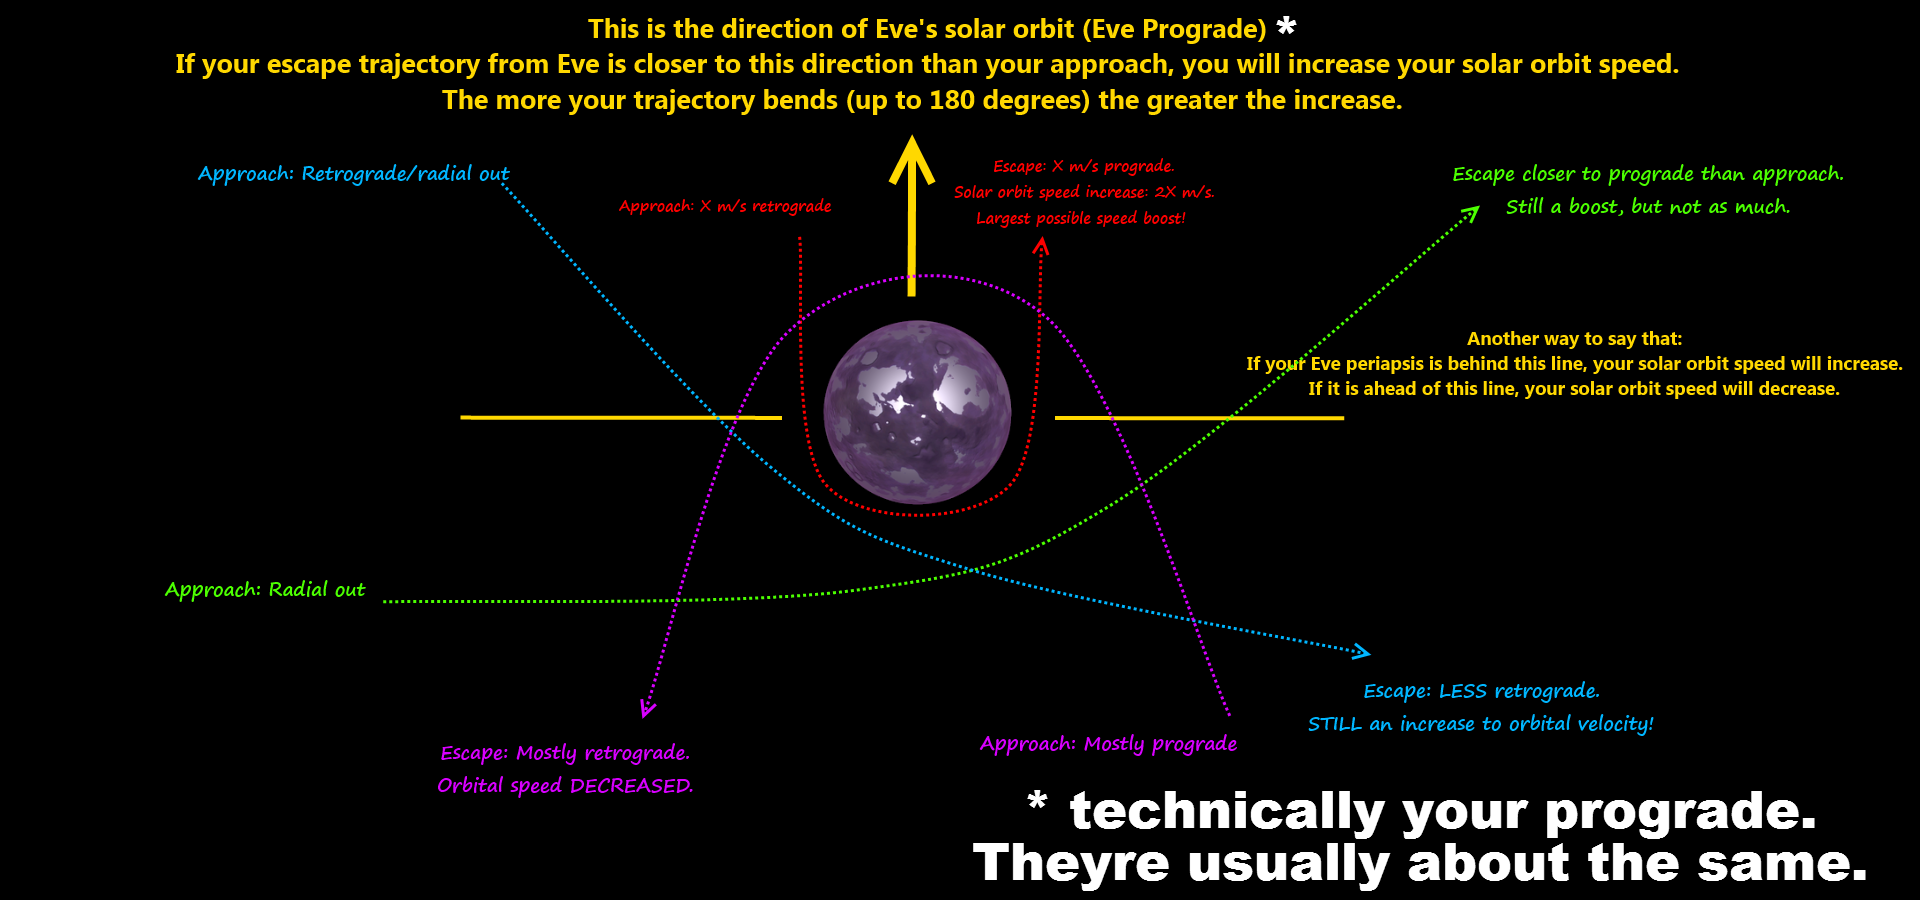 This is the direction of Eve's solar orbit (Eve Prograde) *
If your escape trajectory from Eve is closer to this direction than your approach, you will increase your solar orbit speed.
The more your trajectory bends (up to 180 degrees) the greater the increase.
Approach: Retrograde/radial out
Approach: X m/s retrograde
Escape: X m/s prograde.
Solar orbit speed increase: 2X m/s.
Largest possible speed boost!
Escape closer to prograde than approach.
Still a boost, but not as much.
Another way to say that:
If your Eve periapsis is behind this line, your solar orbit speed will increase.
If it is ahead of this line, your solar orbit speed will decrease.
Approach: Radial out
Escape: Mostly retrograde.
Orbital speed DECREASED.
Approach: Mostly prograde
Escape: LESS retrograde.
STILL an increase to orbital velocity!
* technically your prograde.
Theyre usually about the same.